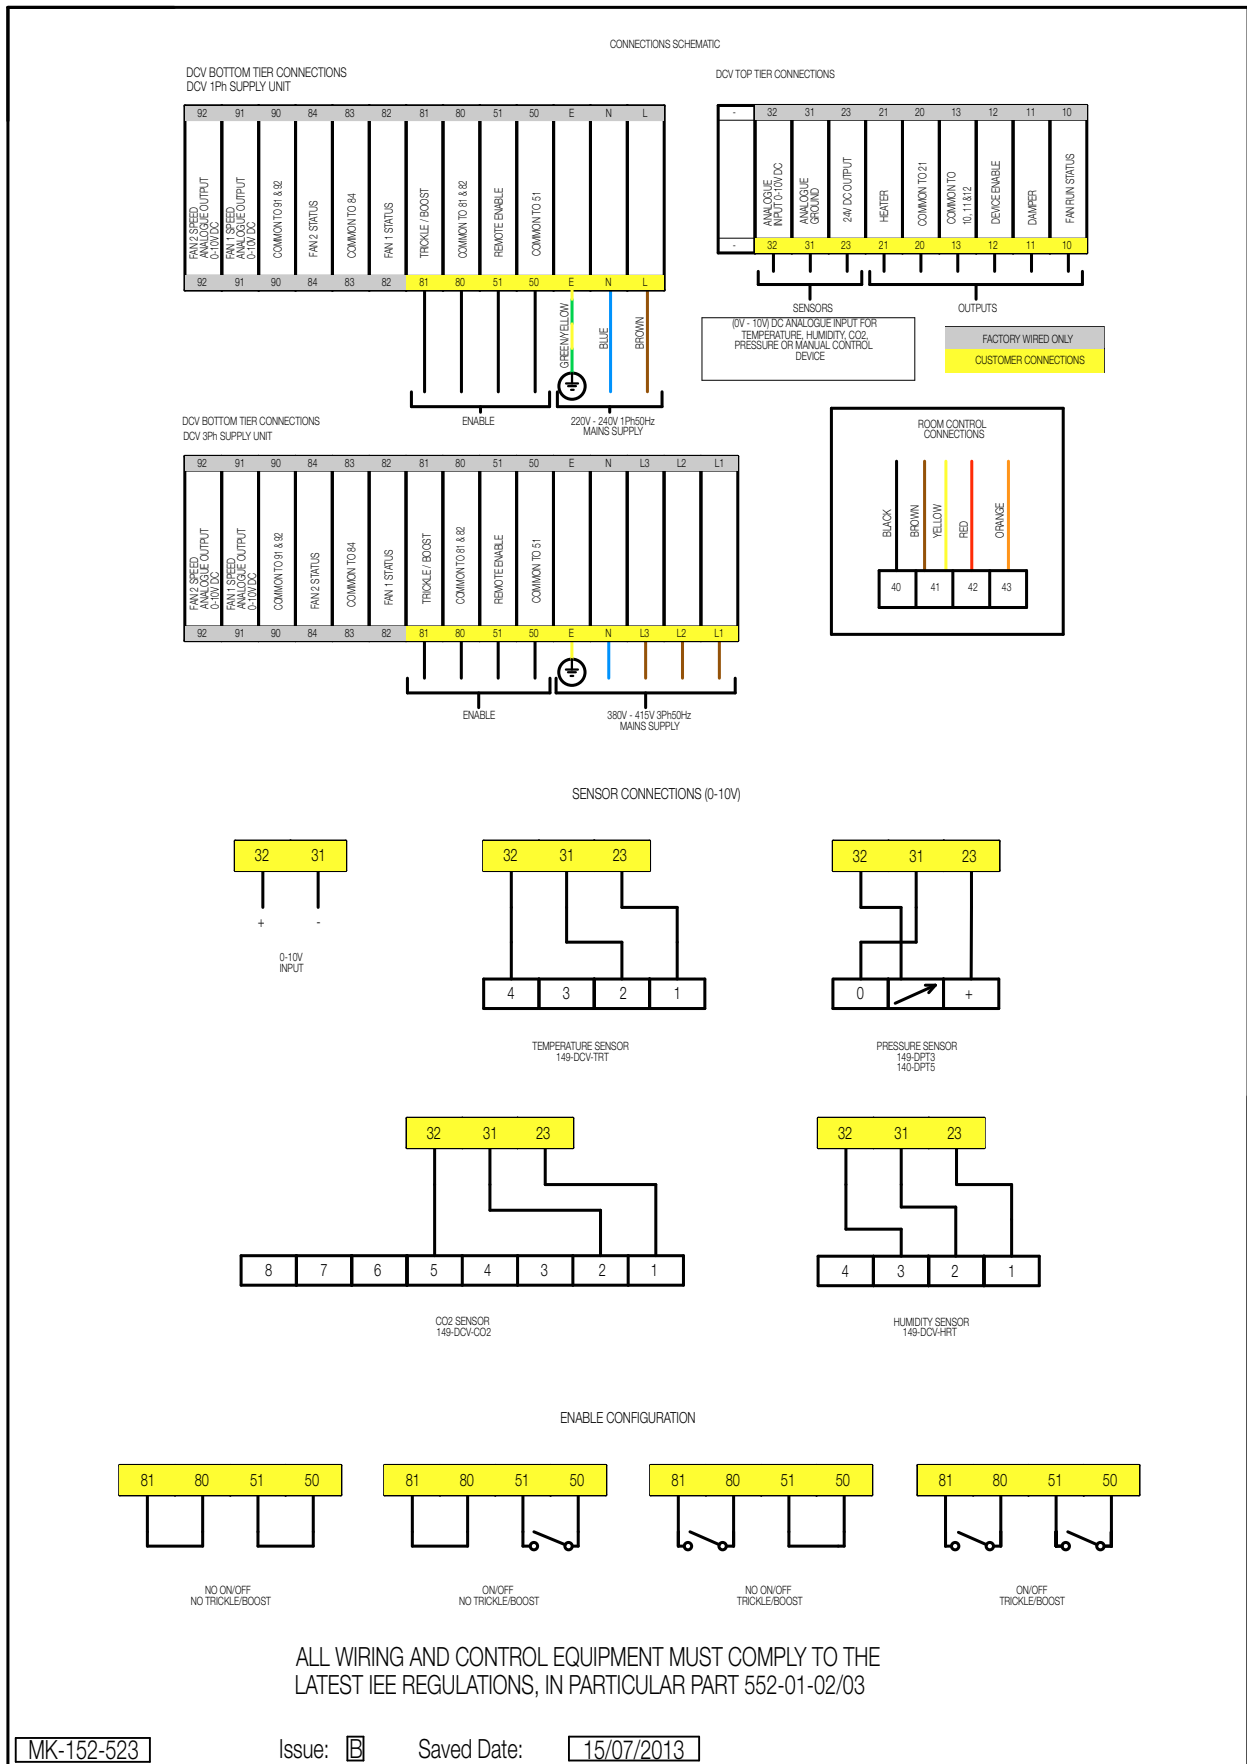 CONNECTIONS SCHEMATIC
DCV BOTTOM TIER CONNECTIONS
DCV 1Ph SUPPLY UNIT
92 91 90 84 83 82 81 80 51 50 E N L
FAN 2 SPEED
ANALOGUE OUTPUT
0-10V DC
FAN 1 SPEED
ANALOGUE OUTPUT
0-10V DC
COMMON TO 91 & 92
FAN 2 STATUS
COMMON TO 84
FAN 1 STATUS
TRICKLE / BOOST
COMMON TO 81 & 82
REMOTE ENABLE
COMMON TO 51
92 91 90 84 83 82 81 80 51 50 E N L
GREEN/YELLOW
BLUE
BROWN
ENABLE
220V - 240V 1Ph50Hz
MAINS SUPPLY
DCV TOP TIER CONNECTIONS
- 32 31 23 21 20 13 12 11 10
ANALOGUE
INPUT 0-10V DC
ANALOGUE
GROUND
24V DC OUTPUT
HEATER
COMMON TO 21
COMMON TO
10, 11 &12
DEVICE ENABLE
DAMPER
FAN RUN STATUS
- 32 31 23 21 20 13 12 11 10
SENSORS
OUTPUTS
(0V - 10V) DC ANALOGUE INPUT FOR
TEMPERATURE, HUMIDITY, CO2,
PRESSURE OR MANUAL CONTROL
DEVICE
FACTORY WIRED ONLY
CUSTOMER CONNECTIONS
DCV BOTTOM TIER CONNECTIONS
DCV 3Ph SUPPLY UNIT
92 91 90 84 83 82 81 80 51 50 E N L3 L2 L1
FAN 2 SPEED
ANALOGUE OUTPUT
0-10V DC
FAN 1 SPEED
ANALOGUE OUTPUT
0-10V DC
COMMON TO 91 & 92
FAN 2 STATUS
COMMON TO 84
FAN 1 STATUS
TRICKLE / BOOST
COMMON TO 81 & 82
REMOTE ENABLE
COMMON TO 51
92 91 90 84 83 82 81 80 51 50 E N L3 L2 L1
ENABLE
380V - 415V 3Ph50Hz
MAINS SUPPLY
ROOM CONTROL
CONNECTIONS
BLACK
BROWN
YELLOW
RED
ORANGE
40 41 42 43
SENSOR CONNECTIONS (0-10V)
32 31
+ -
0-10V
INPUT
32 31 23
4 3 2 1
TEMPERATURE SENSOR
149-DCV-TRT
32 31 23
0 +
PRESSURE SENSOR
149-DPT3
140-DPT5
32 31 23
8 7 6 5 4 3 2 1
CO2 SENSOR
149-DCV-CO2
32 31 23
4 3 2 1
HUMIDITY SENSOR
149-DCV-HRT
ENABLE CONFIGURATION
81 80 51 50
NO ON/OFF
NO TRICKLE/BOOST
81 80 51 50
ON/OFF
NO TRICKLE/BOOST
81 80 51 50
NO ON/OFF
TRICKLE/BOOST
81 80 51 50
ON/OFF
TRICKLE/BOOST
ALL WIRING AND CONTROL EQUIPMENT MUST COMPLY TO THE
LATEST IEE REGULATIONS, IN PARTICULAR PART 552-01-02/03
MK-152-523 Issue: B Saved Date: 15/07/2013